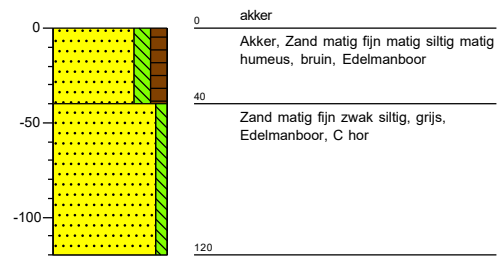 0
-50
-100
0
akker
Akker, Zand matig fijn matig siltig matig
humeus, bruin, Edelmanboor
40
Zand matig fijn zwak siltig, grijs,
Edelmanboor, C hor
120